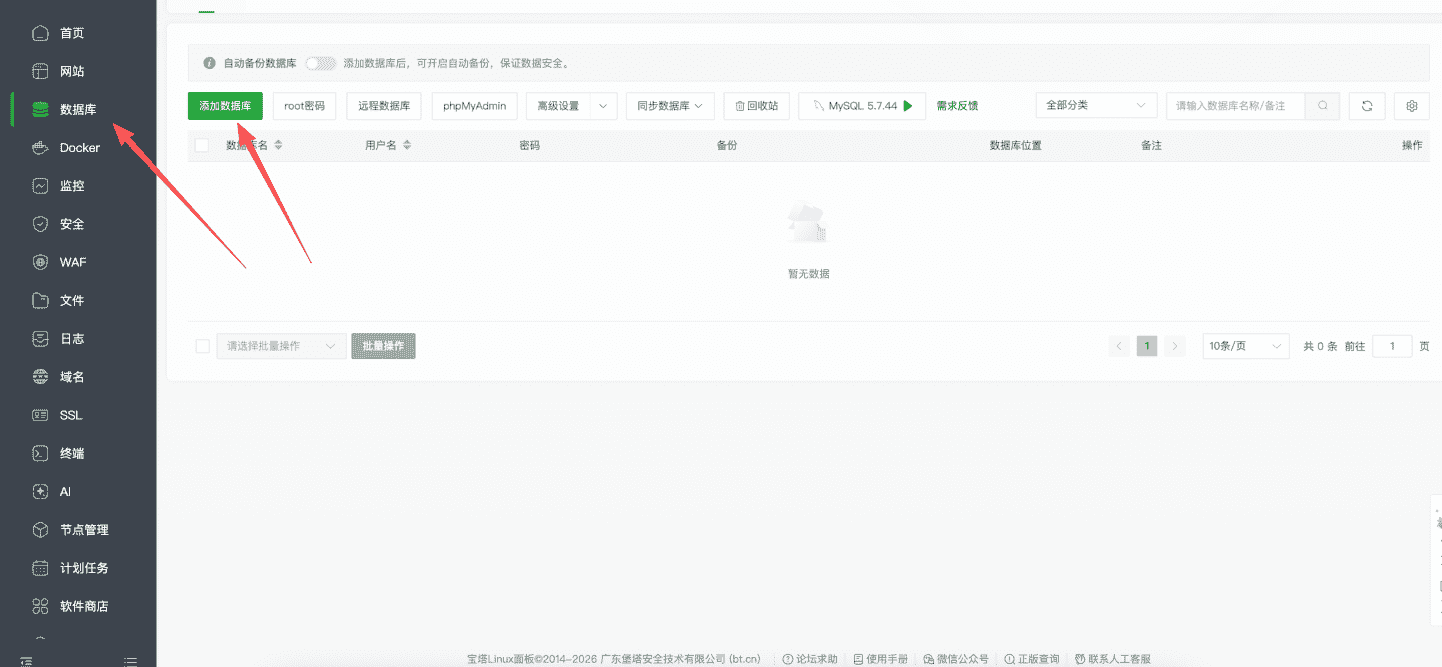 首页
网站
数据库
Docker
监控
安全
WAF
文件
日志
域名
SSL
终端
AI
节点管理
计划任务
软件商店
自动备份数据库 添加数据库后，可开启自动备份，保证数据安全。
添加数据库 root密码 远程数据库 phpMyAdmin 高级设置 同步数据库 回收站 MySQL 5.7.44 需求反馈 全部分类 请输入数据库名称/备注
数据库名 用户名 密码 备份 数据库位置 备注 操作
暂无数据
请选择批量操作 批量操作 1 10条/页 共 0 条 前往 1 页
宝塔Linux面板©2014-2026 广东堡塔安全技术有限公司 (bt.cn) 论坛求助 使用手册 微信公众号 正版查询 联系人工客服